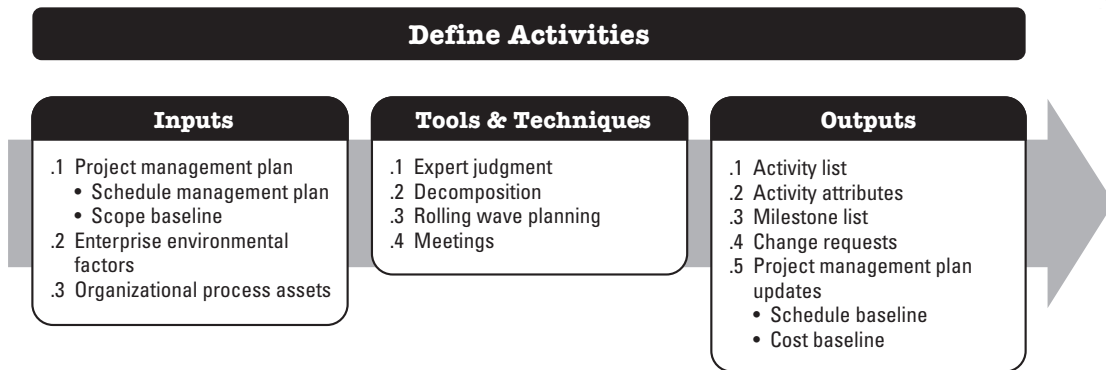 Define Activities
Inputs
.1 Project management plan
• Schedule management plan
• Scope baseline
.2 Enterprise environmental
factors
.3 Organizational process assets
Tools & Techniques
.1 Expert judgment
.2 Decomposition
.3 Rolling wave planning
.4 Meetings
Outputs
.1 Activity list
.2 Activity attributes
.3 Milestone list
.4 Change requests
.5 Project management plan
updates
• Schedule baseline
• Cost baseline